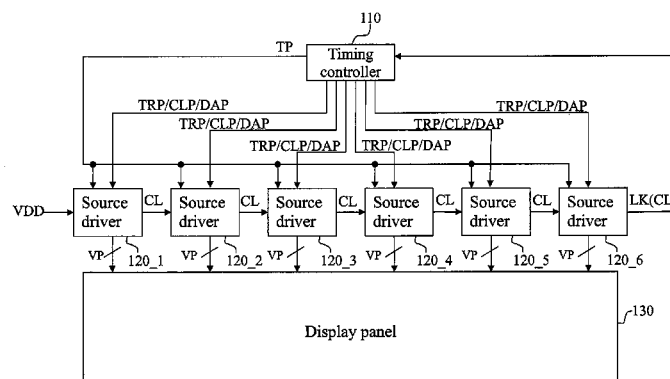 110
TP
Timing
controller
TRP/CLP/DAP
TRP/CLP/DAP
TRP/CLP/DAP
TRP/CLP/DAP
TRP/CLP/DAP
TRP/CLP/DAP
VDD
Source
driver
CL
Source
driver
CL
Source
driver
CL
Source
driver
CL
Source
driver
CL
Source
driver
LK(CL
VP
120_1
VP
120_2
VP
120_3
VP
120_4
VP
120_5
VP
120_6
130
Display panel